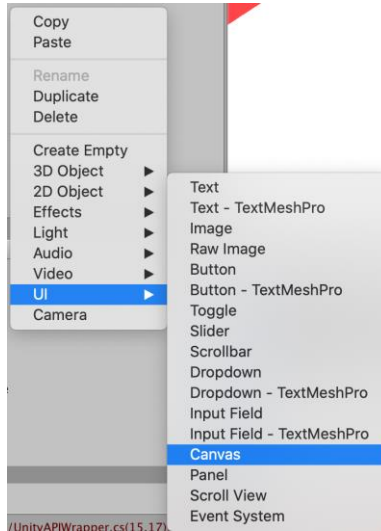 Copy
Paste
Rename
Duplicate
Delete
Create Empty
3D Object
2D Object
Effects
Light
Audio
Video
UI
Camera
Text
Text - TextMeshPro
Image
Raw Image
Button
Button - TextMeshPro
Toggle
Slider
Scrollbar
Dropdown
Dropdown - TextMeshPro
Input Field
Input Field - TextMeshPro
Canvas
Panel
Scroll View
Event System
/UnityAPIWrapper.cs(15,17)